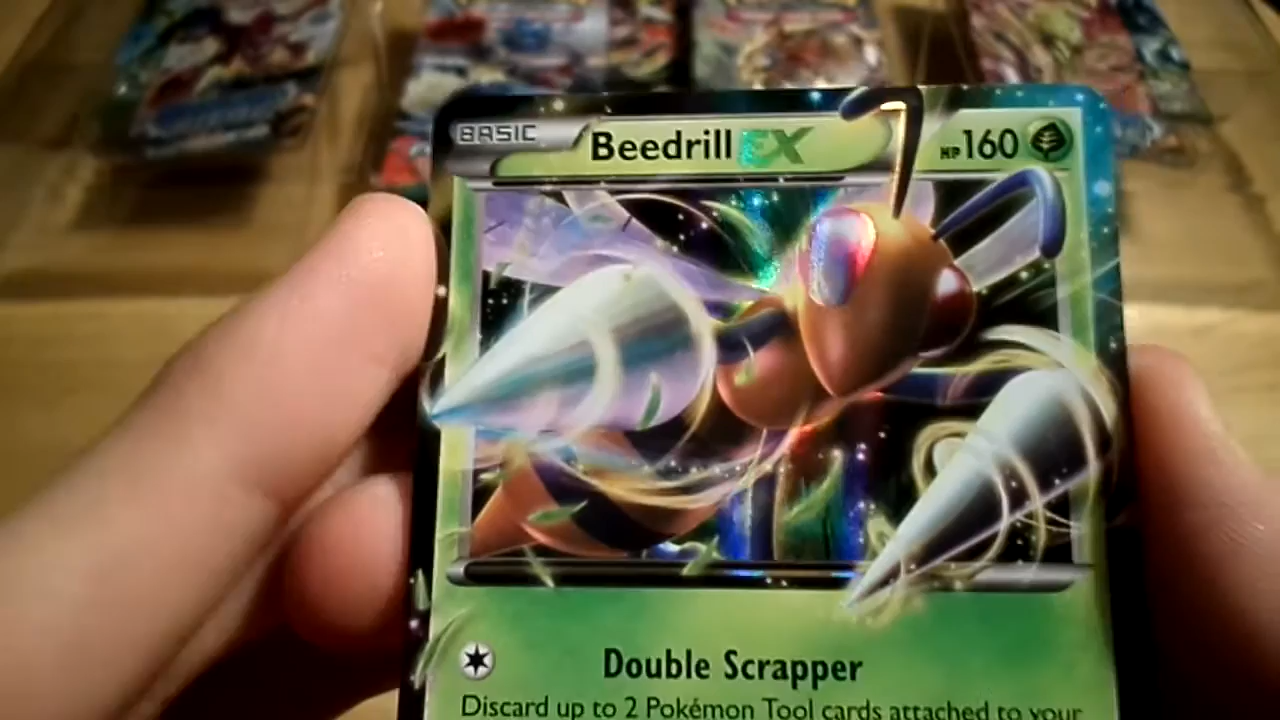 BASIC Beedrill EX HP160
Double Scrapper
Discard up to 2 Pokémon Tool cards attached to your